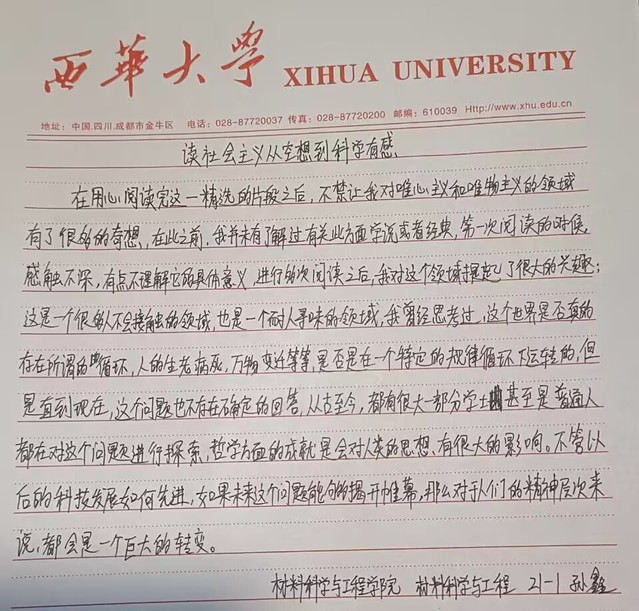 西華大学 XIHUA UNIVERSITY
地址: 中国.四川.成都市金牛区 电话: 028-87720037 传真: 028-87720200 邮编: 610039 Http://www.xhu.edu.cn
读社会主义从空想到科学有感
在用心阅读完这一精选的片段之后,不禁让我对唯心主义和唯物主义的领域
有了很多的奇想,在此之前,我并未有了解过有关此方面学说或者经典,第一次阅读的时候,
感触不深,有点不理解它的具体意义,进行多次阅读之后,我对这个领域提起了很大的兴趣;
这是一个很多人不会接触的领域,也是一个耐人寻味的领域,我曾经思考过,这个世界是否真的
存在所谓的循环,人的生老病死,万物变迁等等,是否是在一个特定的规律循环下运转的,但
是直到现在,这个问题也不存在确定的回答,从古至今,都有很大一部分学士甚至是普通人
都在对这个问题进行探索,哲学方面的成就是会对人类的思想、有很大的影响。不管以
后的科技发展如何先进,如果未来这个问题能够揭开帷幕,那么对于人们的精神层次来
说,都会是一个巨大的转变。
材料科学与工程学院 材料科学与工程 21-1 孙鑫